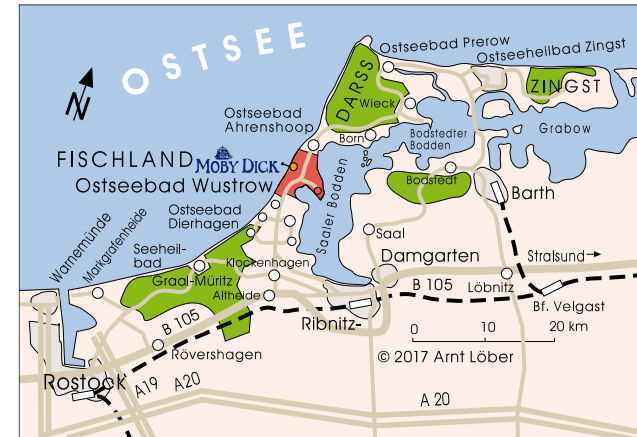 OSTSEE
N
Ostseebad Prerow
Ostseeheilbad Zingst
DARSS
ZINGST
Wieck
Ostseebad
Ahrenshoop
Born
Bodstedter
Bodden
Grabow
FISCHLAND
MOBY DICK
Ostseebad Wustrow
Saaler Bodden
Bodstedt
Barth
Ostseebad
Dierhagen
Warnemünde
Markgrafenheide
Seeheil-
bad
Graal-Müritz
Klockenhagen
Altheide
Saal
Damgarten
Stralsund→
B 105
Löbnitz
Ribnitz-
Bf. Velgast
B 105
0 10 20 km
Rövershagen
© 2017 Arnt Löber
Rostock
A19
A20
A 20